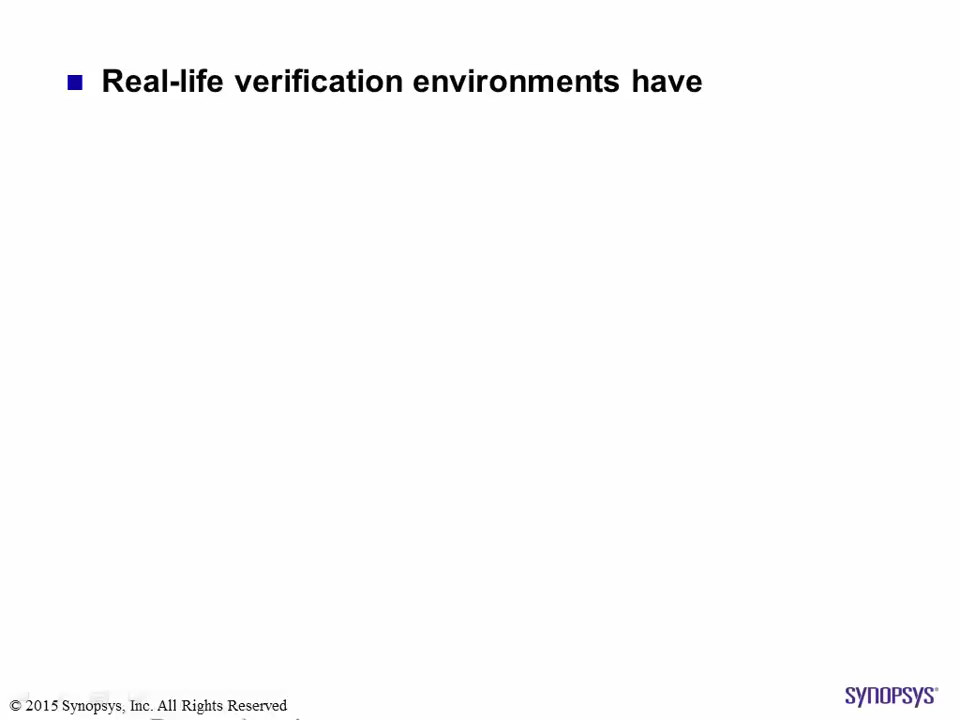 Real-life verification environments have
© 2015 Synopsys, Inc. All Rights Reserved
SYNOPSYS®